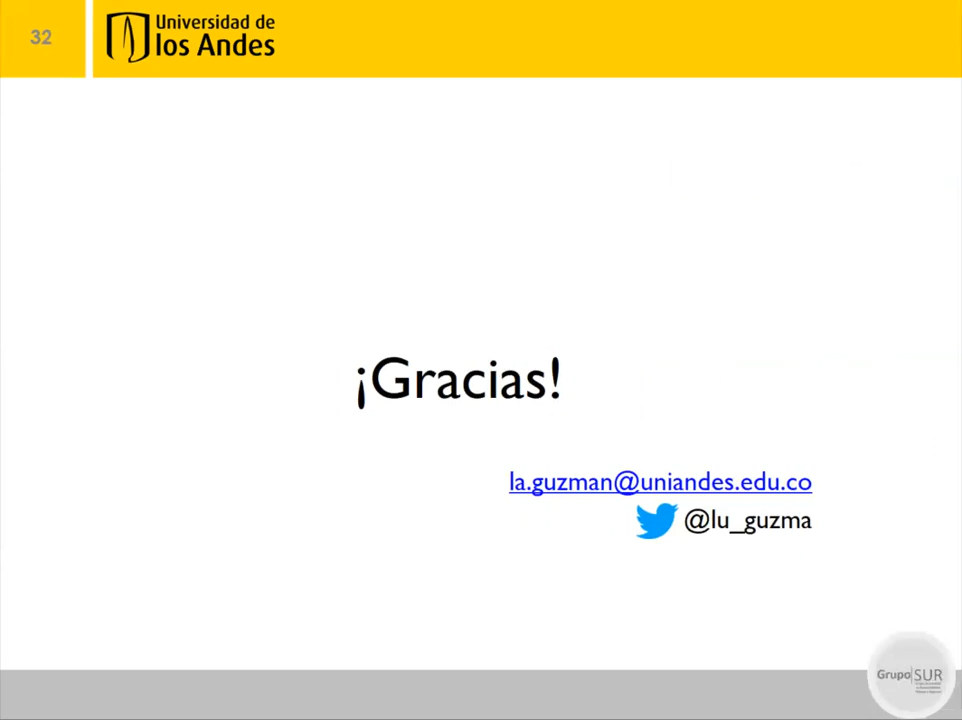 32
Universidad de
los Andes
¡Gracias!
la.guzman@uniandes.edu.co
@lu_guzma
Grupo|SUR